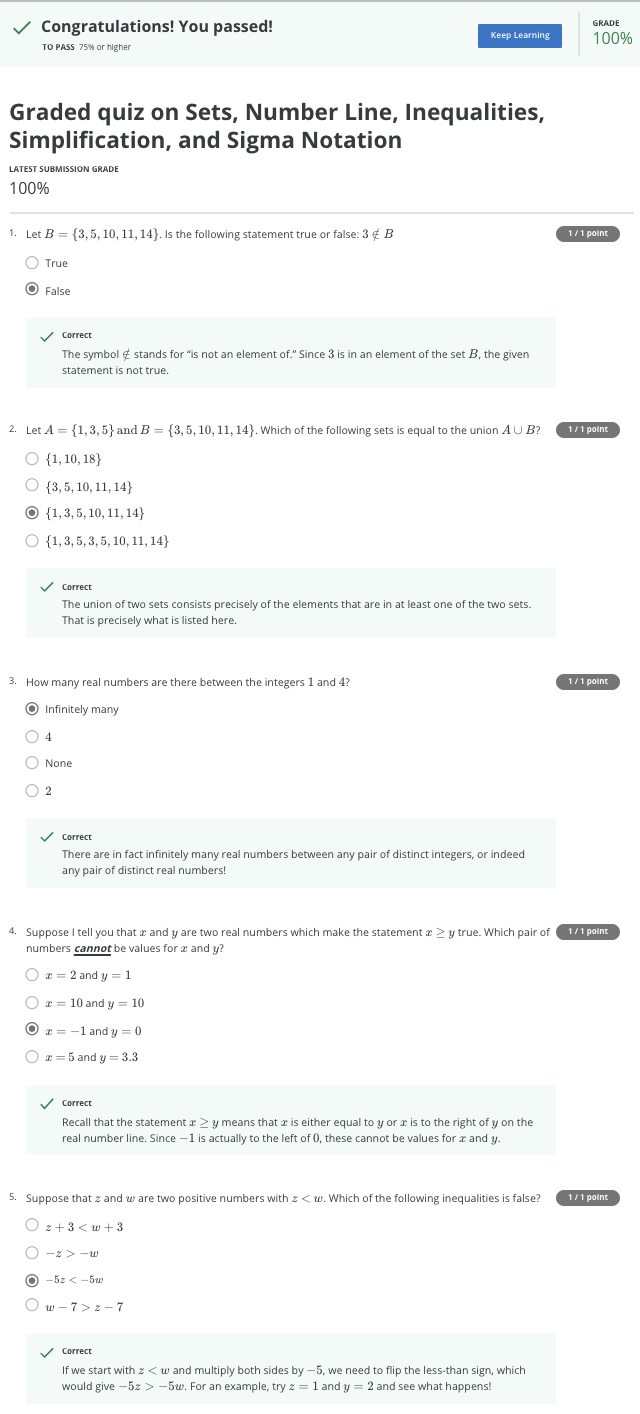 Congratulations! You passed!
TO PASS 75% or higher
Keep Learning
GRADE
100%
Graded quiz on Sets, Number Line, Inequalities,
Simplification, and Sigma Notation
LATEST SUBMISSION GRADE
100%
1. Let B = {3, 5, 10, 11, 14}. Is the following statement true or false: 3 ∉ B
1 / 1 point
True
False
Correct
The symbol ∉ stands for “is not an element of.” Since 3 is in an element of the set B, the given
statement is not true.
2. Let A = {1, 3, 5} and B = {3, 5, 10, 11, 14}. Which of the following sets is equal to the union A ∪ B?
1 / 1 point
{1, 10, 18}
{3, 5, 10, 11, 14}
{1, 3, 5, 10, 11, 14}
{1, 3, 5, 3, 5, 10, 11, 14}
Correct
The union of two sets consists precisely of the elements that are in at least one of the two sets.
That is precisely what is listed here.
3. How many real numbers are there between the integers 1 and 4?
1 / 1 point
Infinitely many
4
None
2
Correct
There are in fact infinitely many real numbers between any pair of distinct integers, or indeed
any pair of distinct real numbers!
4. Suppose I tell you that x and y are two real numbers which make the statement x ≥ y true. Which pair of
1 / 1 point
numbers cannot be values for x and y?
x = 2 and y = 1
x = 10 and y = 10
x = −1 and y = 0
x = 5 and y = 3.3
Correct
Recall that the statement x ≥ y means that x is either equal to y or x is to the right of y on the
real number line. Since −1 is actually to the left of 0, these cannot be values for x and y.
5. Suppose that z and w are two positive numbers with z < w. Which of the following inequalities is false?
1 / 1 point
z + 3 < w + 3
−z > −w
−5z < −5w
w − 7 > z − 7
Correct
If we start with z < w and multiply both sides by −5, we need to flip the less-than sign, which
would give −5z > −5w. For an example, try z = 1 and y = 2 and see what happens!